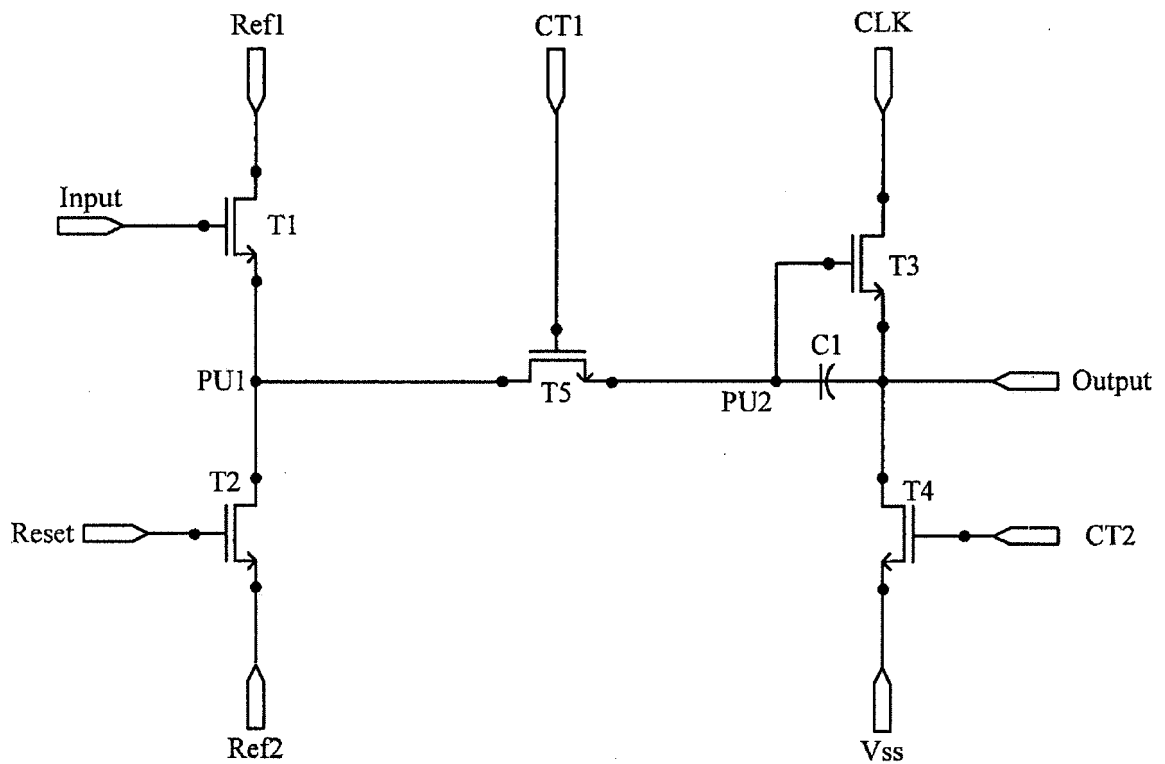 Ref1
CT1
CLK
Input
T1
T3
C1
PU1
T5
PU2
Output
T2
T4
Reset
CT2
Ref2
Vss